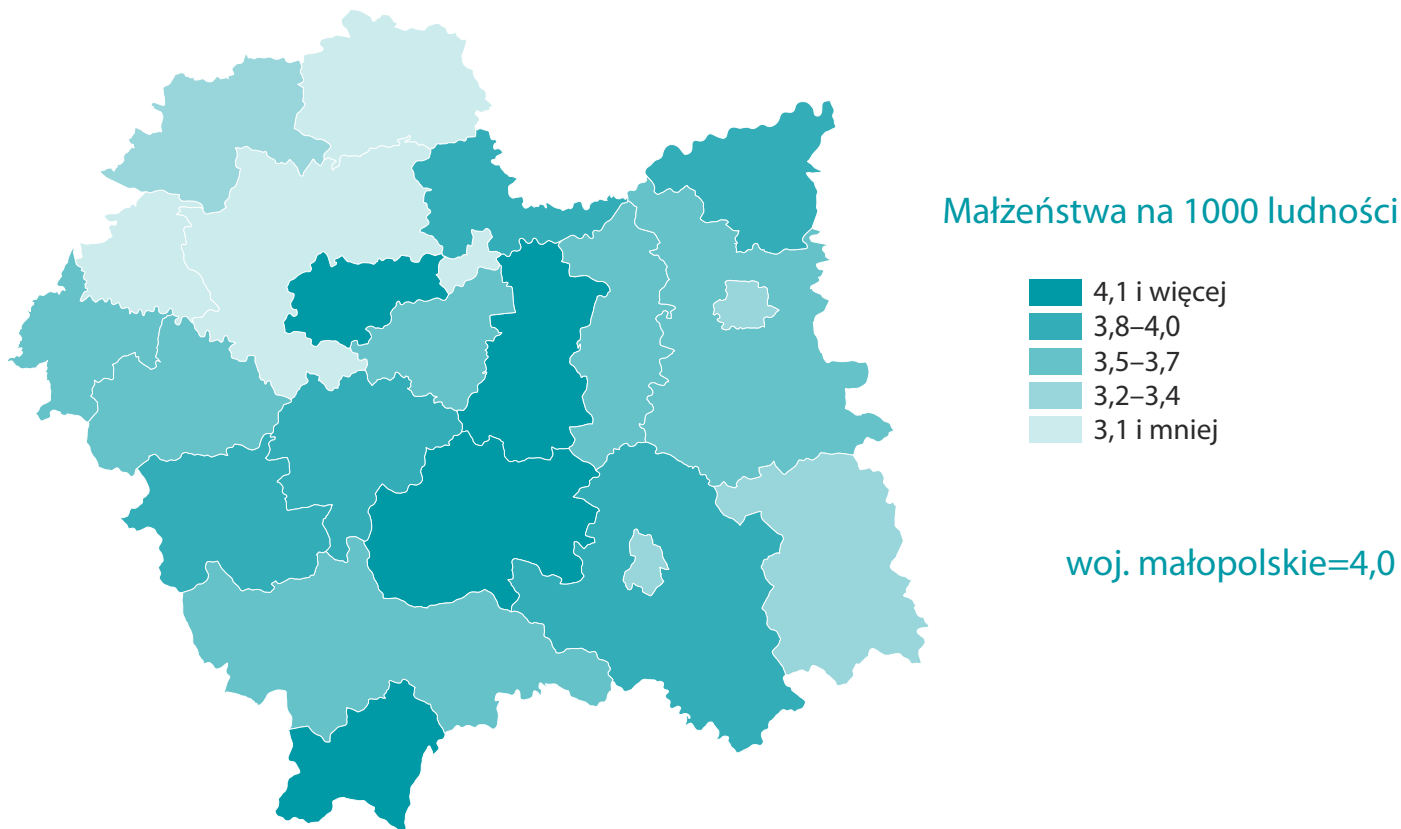 Małżeństwa na 1000 ludności
4,1 i więcej
3,8–4,0
3,5–3,7
3,2–3,4
3,1 i mniej
woj. małopolskie=4,0